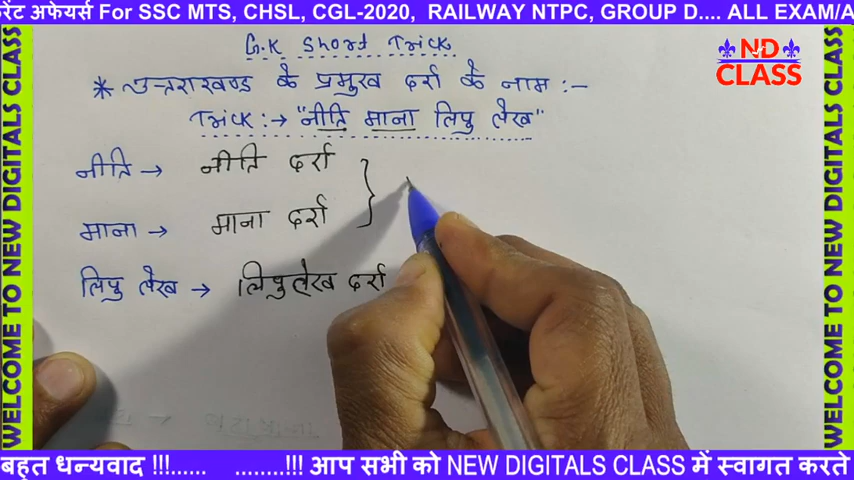 रेंट अफेयर्स For SSC MTS, CHSL, CGL-2020, RAILWAY NTPC, GROUP D.... ALL EXAM/A
G.K Short Trick
ND
CLASS
* उत्तराखण्ड के प्रमुख दर्रो के नाम :-
Trick :→ "नीति माना लिपु लेख"
नीति → नीति दर्रा
माना → माना दर्रा
लिपु लेख → लिपुलेख दर्रा
WELCOME TO NEW DIGITALS CLASS
WELCOME TO NEW DIGITALS CLASS
बहुत धन्यवाद !!!...... ........!!! आप सभी को NEW DIGITALS CLASS में स्वागत करते